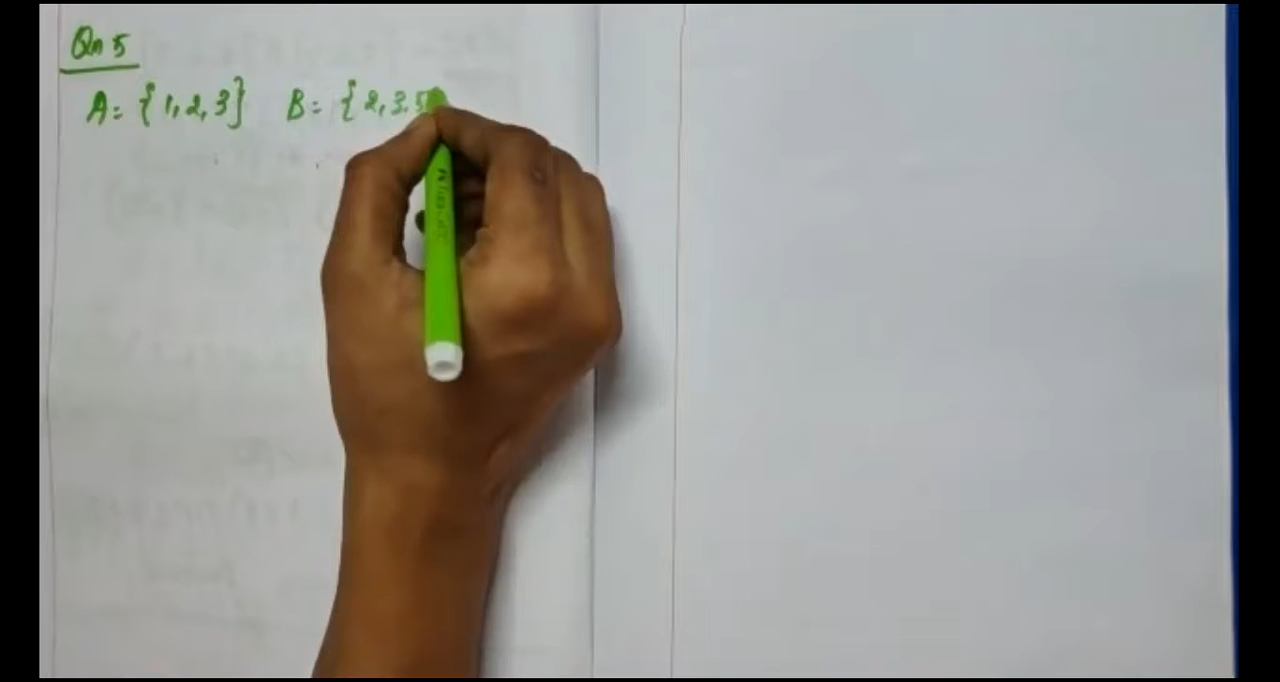 Qn 5
A = {1, 2, 3} B = {2, 3, 5